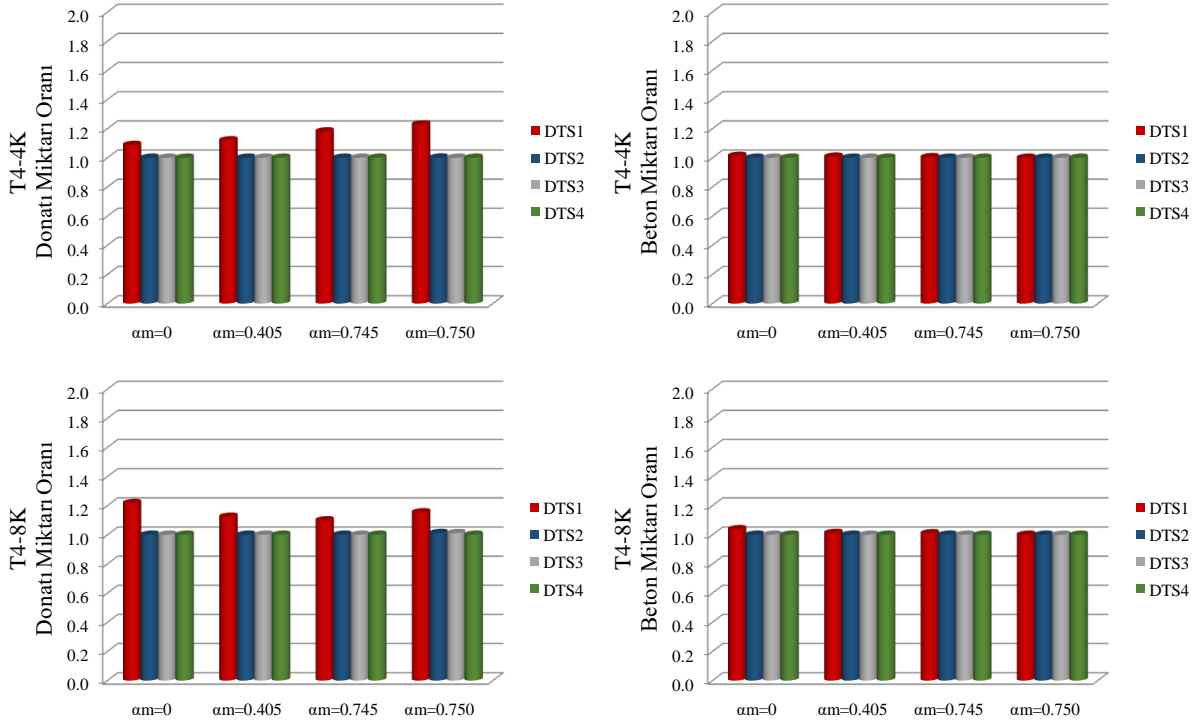 T4-4K
Donatı Miktarı Oranı
2.0
1.8
1.6
1.4
1.2
1.0
0.8
0.6
0.4
0.2
0.0
αm=0 αm=0.405 αm=0.745 αm=0.750
DTS1
DTS2
DTS3
DTS4
T4-4K
Beton Miktarı Oranı
2.0
1.8
1.6
1.4
1.2
1.0
0.8
0.6
0.4
0.2
0.0
αm=0 αm=0.405 αm=0.745 αm=0.750
DTS1
DTS2
DTS3
DTS4
T4-8K
Donatı Miktarı Oranı
2.0
1.8
1.6
1.4
1.2
1.0
0.8
0.6
0.4
0.2
0.0
αm=0 αm=0.405 αm=0.745 αm=0.750
DTS1
DTS2
DTS3
DTS4
T4-8K
Beton Miktarı Oranı
2.0
1.8
1.6
1.4
1.2
1.0
0.8
0.6
0.4
0.2
0.0
αm=0 αm=0.405 αm=0.745 αm=0.750
DTS1
DTS2
DTS3
DTS4